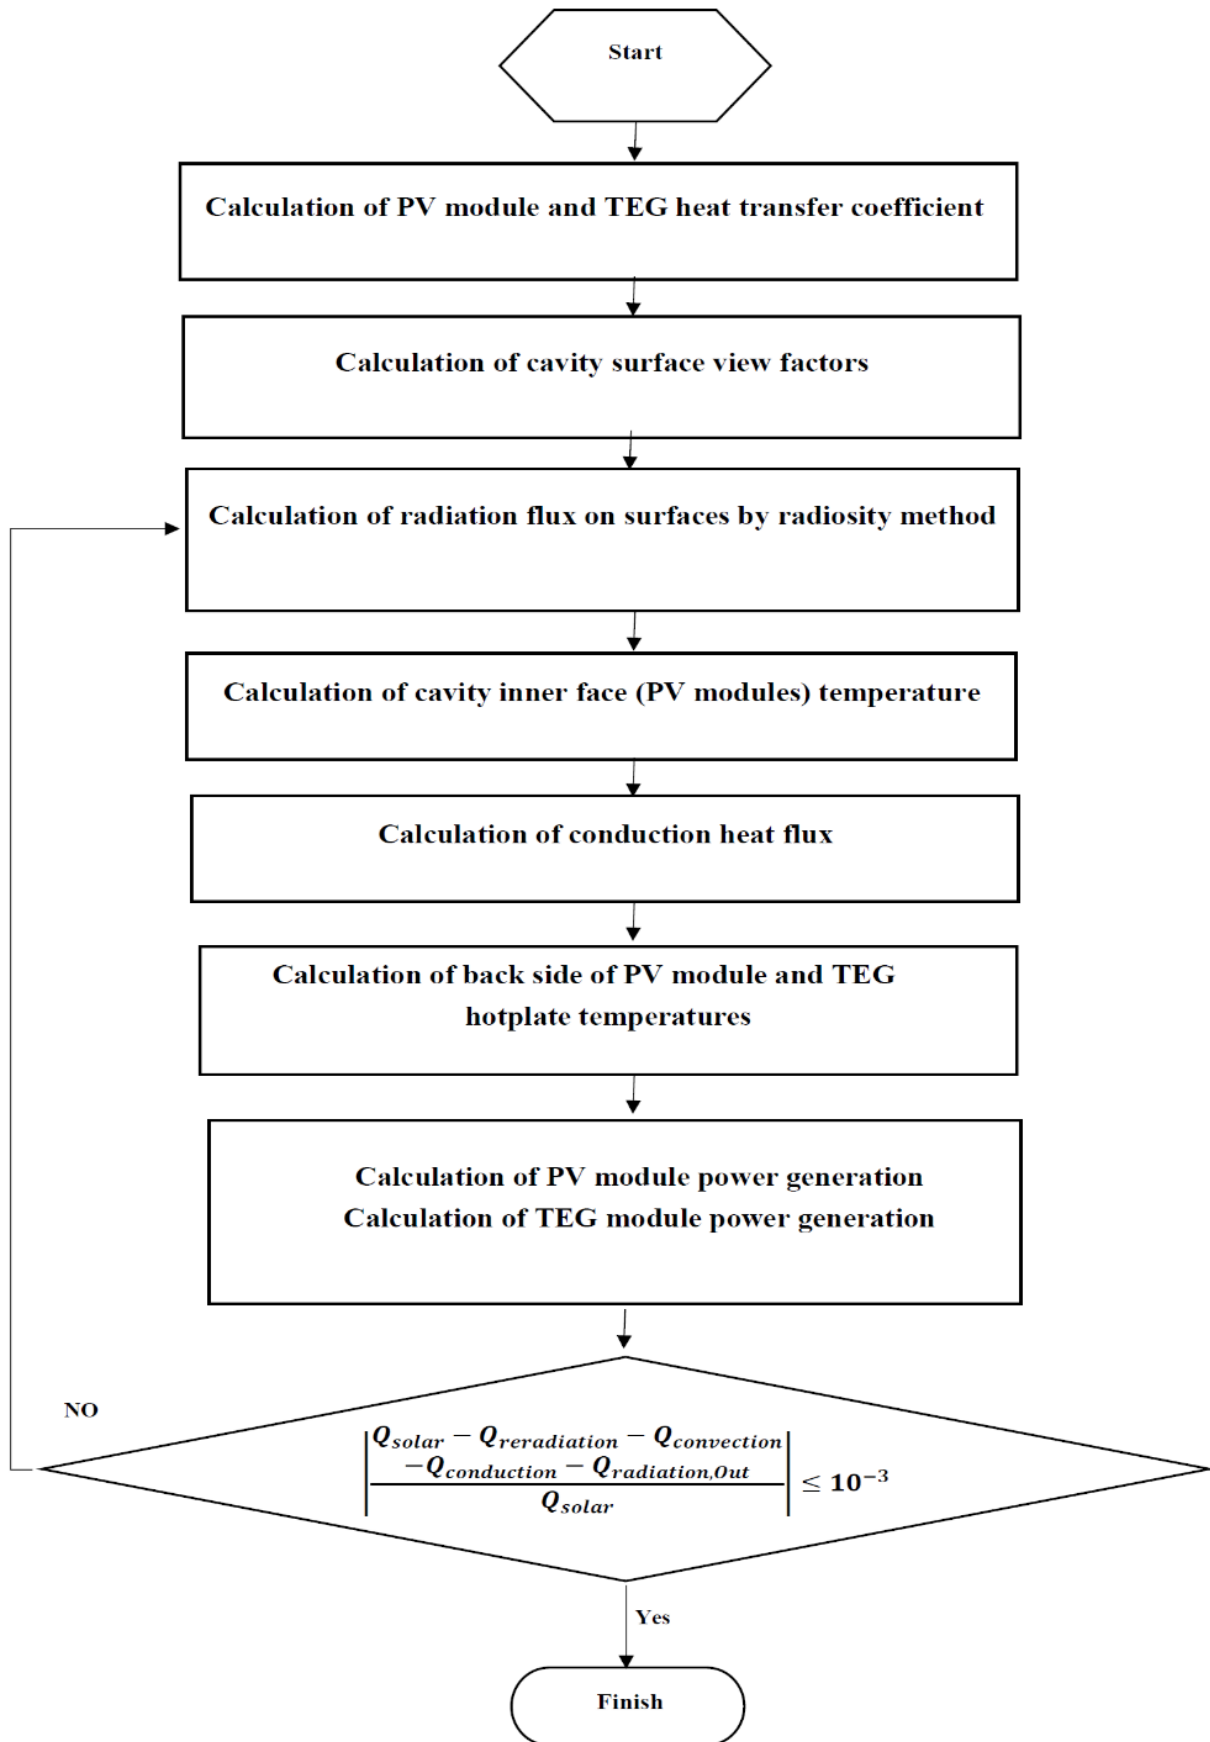 Start
Calculation of PV module and TEG heat transfer coefficient
Calculation of cavity surface view factors
Calculation of radiation flux on surfaces by radiosity method
Calculation of cavity inner face (PV modules) temperature
Calculation of conduction heat flux
Calculation of back side of PV module and TEG
hotplate temperatures
Calculation of PV module power generation
Calculation of TEG module power generation
NO
|Q_solar − Q_reradiation − Q_convection
−Q_conduction − Q_radiation,Out
Q_solar| ≤ 10⁻³
Yes
Finish